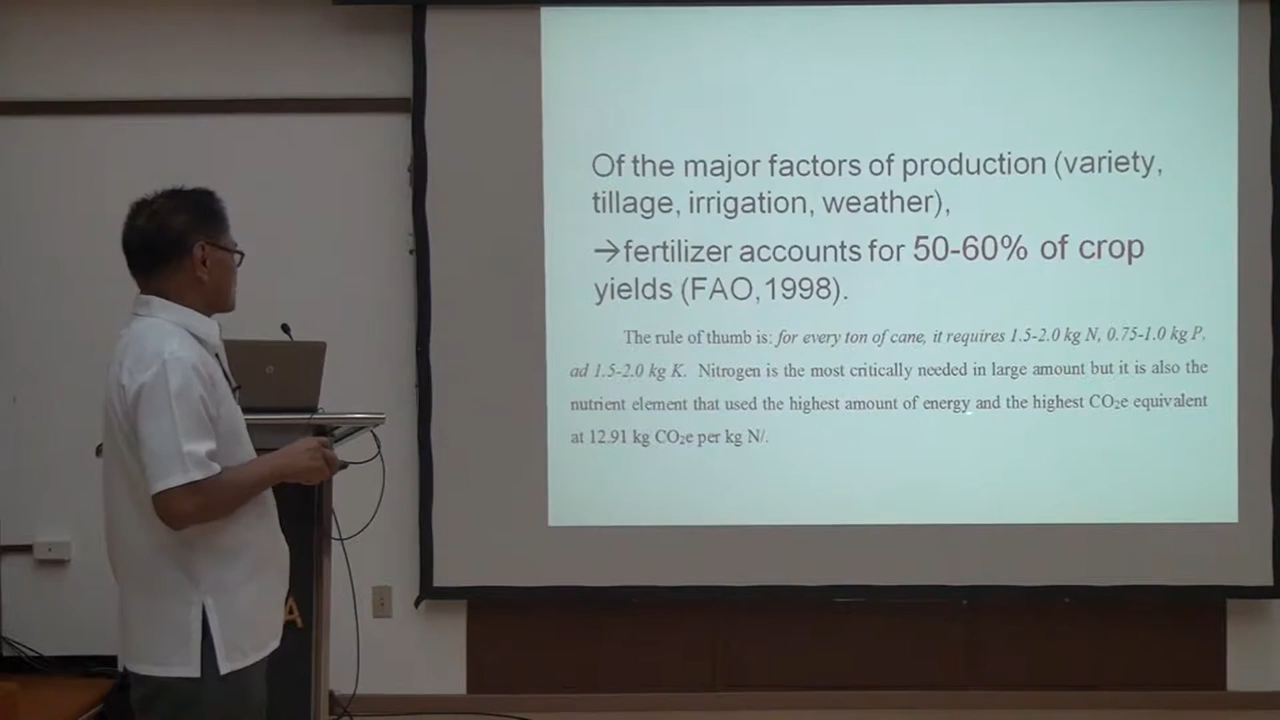 Of the major factors of production (variety,
tillage, irrigation, weather),
→fertilizer accounts for 50-60% of crop
yields (FAO,1998).
The rule of thumb is: for every ton of cane, it requires 1.5-2.0 kg N, 0.75-1.0 kg P,
ad 1.5-2.0 kg K. Nitrogen is the most critically needed in large amount but it is also the
nutrient element that used the highest amount of energy and the highest CO₂e equivalent
at 12.91 kg CO₂e per kg N/.
A